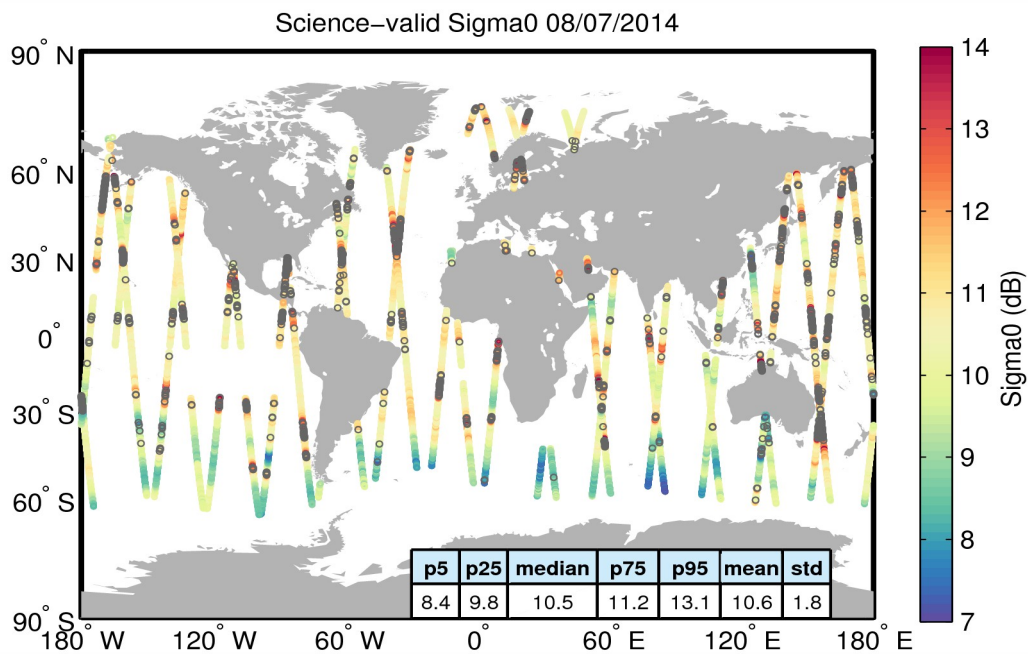 Science−valid Sigma0 08/07/2014
90° N
60° N
30° N
0°
30° S
60° S
90° S
180° W
120° W
60° W
0°
60° E
120° E
180° E
14
13
12
11
10
9
8
7
Sigma0 (dB)
p5 p25 median p75 p95 mean std
8.4 9.8 10.5 11.2 13.1 10.6 1.8